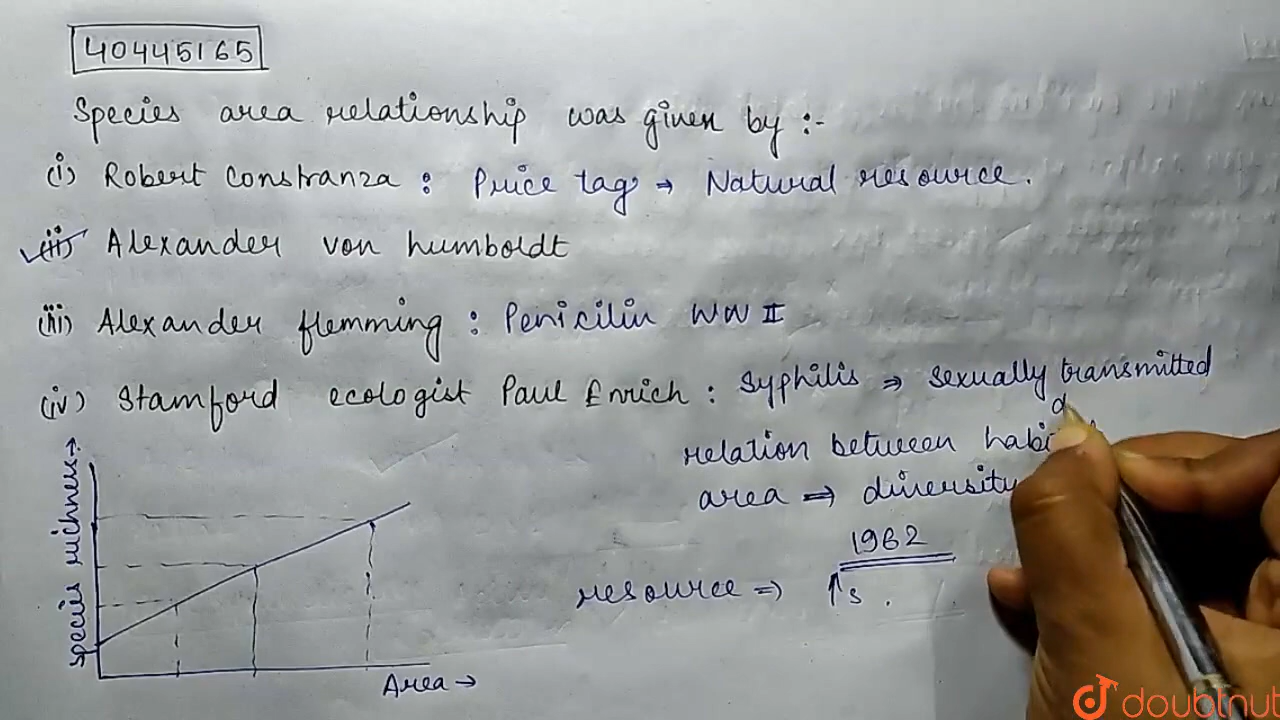 40445165
Species area relationship was given by :-
(i) Robert Constranza : Price tag → Natural resource.
(ii) Alexander von humboldt
(iii) Alexander flemming : Penicilin WW II
(iv) Stamford ecologist Paul Enrich : Syphilis ⇒ Sexually transmitted
d
relation between habi
area ⇒ diversity
1962
resource ⇒ ↑s.
Species richness →
Area →
doubtnut